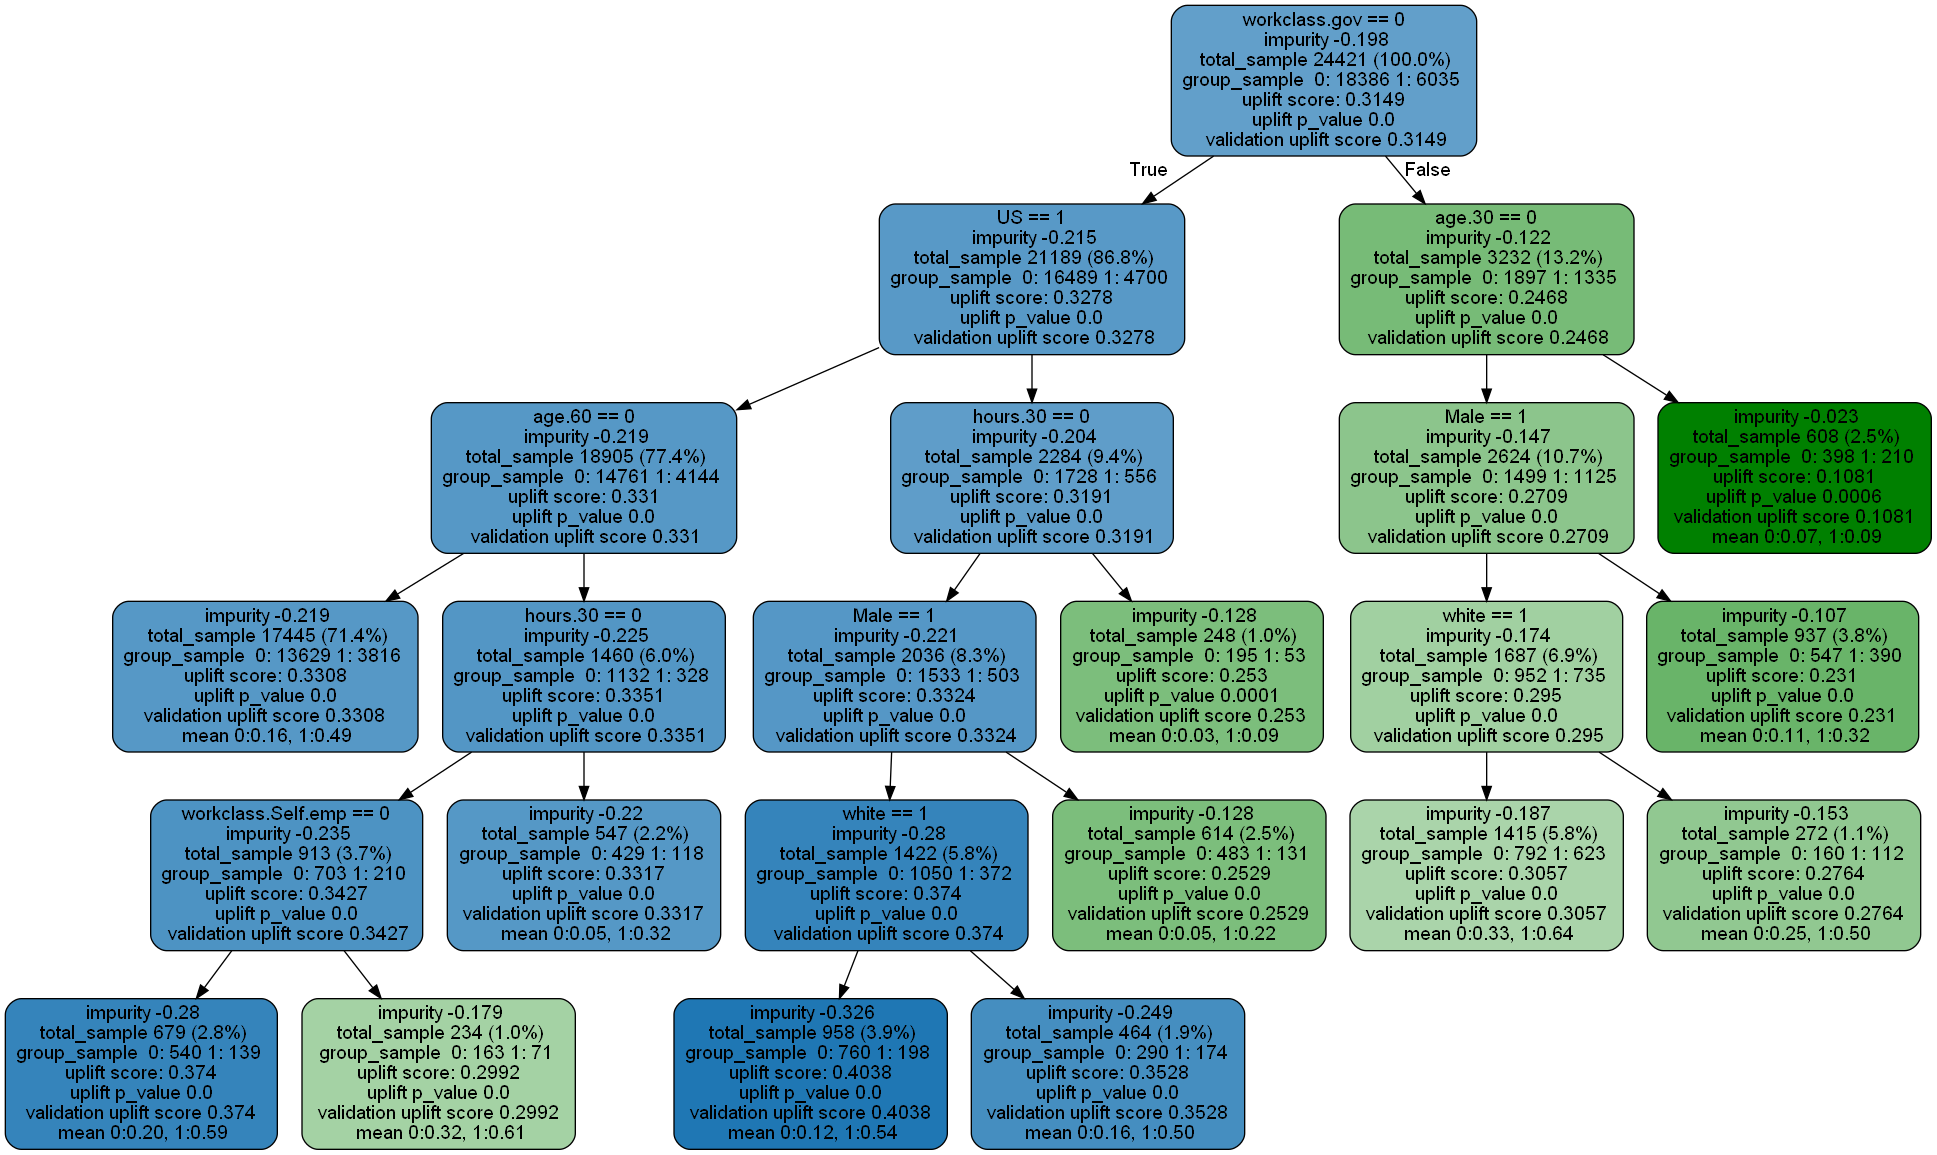 workclass.gov == 0
impurity -0.198
total_sample 24421 (100.0%)
group_sample 0: 18386 1: 6035
uplift score: 0.3149
uplift p_value 0.0
validation uplift score 0.3149
True
False
US == 1
impurity -0.215
total_sample 21189 (86.8%)
group_sample 0: 16489 1: 4700
uplift score: 0.3278
uplift p_value 0.0
validation uplift score 0.3278
age.30 == 0
impurity -0.122
total_sample 3232 (13.2%)
group_sample 0: 1897 1: 1335
uplift score: 0.2468
uplift p_value 0.0
validation uplift score 0.2468
age.60 == 0
impurity -0.219
total_sample 18905 (77.4%)
group_sample 0: 14761 1: 4144
uplift score: 0.331
uplift p_value 0.0
validation uplift score 0.331
hours.30 == 0
impurity -0.204
total_sample 2284 (9.4%)
group_sample 0: 1728 1: 556
uplift score: 0.3191
uplift p_value 0.0
validation uplift score 0.3191
Male == 1
impurity -0.147
total_sample 2624 (10.7%)
group_sample 0: 1499 1: 1125
uplift score: 0.2709
uplift p_value 0.0
validation uplift score 0.2709
impurity -0.023
total_sample 608 (2.5%)
group_sample 0: 398 1: 210
uplift score: 0.1081
uplift p_value 0.0006
validation uplift score 0.1081
mean 0:0.07, 1:0.09
impurity -0.219
total_sample 17445 (71.4%)
group_sample 0: 13629 1: 3816
uplift score: 0.3308
uplift p_value 0.0
validation uplift score 0.3308
mean 0:0.16, 1:0.49
hours.30 == 0
impurity -0.225
total_sample 1460 (6.0%)
group_sample 0: 1132 1: 328
uplift score: 0.3351
uplift p_value 0.0
validation uplift score 0.3351
Male == 1
impurity -0.221
total_sample 2036 (8.3%)
group_sample 0: 1533 1: 503
uplift score: 0.3324
uplift p_value 0.0
validation uplift score 0.3324
impurity -0.128
total_sample 248 (1.0%)
group_sample 0: 195 1: 53
uplift score: 0.253
uplift p_value 0.0001
validation uplift score 0.253
mean 0:0.03, 1:0.09
white == 1
impurity -0.174
total_sample 1687 (6.9%)
group_sample 0: 952 1: 735
uplift score: 0.295
uplift p_value 0.0
validation uplift score 0.295
impurity -0.107
total_sample 937 (3.8%)
group_sample 0: 547 1: 390
uplift score: 0.231
uplift p_value 0.0
validation uplift score 0.231
mean 0:0.11, 1:0.32
workclass.Self.emp == 0
impurity -0.235
total_sample 913 (3.7%)
group_sample 0: 703 1: 210
uplift score: 0.3427
uplift p_value 0.0
validation uplift score 0.3427
impurity -0.22
total_sample 547 (2.2%)
group_sample 0: 429 1: 118
uplift score: 0.3317
uplift p_value 0.0
validation uplift score 0.3317
mean 0:0.05, 1:0.32
white == 1
impurity -0.28
total_sample 1422 (5.8%)
group_sample 0: 1050 1: 372
uplift score: 0.374
uplift p_value 0.0
validation uplift score 0.374
impurity -0.128
total_sample 614 (2.5%)
group_sample 0: 483 1: 131
uplift score: 0.2529
uplift p_value 0.0
validation uplift score 0.2529
mean 0:0.05, 1:0.22
impurity -0.187
total_sample 1415 (5.8%)
group_sample 0: 792 1: 623
uplift score: 0.3057
uplift p_value 0.0
validation uplift score 0.3057
mean 0:0.33, 1:0.64
impurity -0.153
total_sample 272 (1.1%)
group_sample 0: 160 1: 112
uplift score: 0.2764
uplift p_value 0.0
validation uplift score 0.2764
mean 0:0.25, 1:0.50
impurity -0.28
total_sample 679 (2.8%)
group_sample 0: 540 1: 139
uplift score: 0.374
uplift p_value 0.0
validation uplift score 0.374
mean 0:0.20, 1:0.59
impurity -0.179
total_sample 234 (1.0%)
group_sample 0: 163 1: 71
uplift score: 0.2992
uplift p_value 0.0
validation uplift score 0.2992
mean 0:0.32, 1:0.61
impurity -0.326
total_sample 958 (3.9%)
group_sample 0: 760 1: 198
uplift score: 0.4038
uplift p_value 0.0
validation uplift score 0.4038
mean 0:0.12, 1:0.54
impurity -0.249
total_sample 464 (1.9%)
group_sample 0: 290 1: 174
uplift score: 0.3528
uplift p_value 0.0
validation uplift score 0.3528
mean 0:0.16, 1:0.50